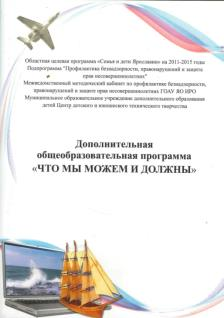 Областная целевая программа «Семья и дети Ярославии» на 2011-2015 годы
Подпрограмма "Профилактика безнадзорности, правонарушений и защита
прав несовершеннолетних"
Межведомственный методический кабинет по профилактике безнадзорности,
правонарушений и защите прав несовершеннолетних ГОАУ ЯО ИРО
Муниципальное образовательное учреждение дополнительного образования
детей Центр детского и юношеского технического творчества
Дополнительная
общеобразовательная программа
«ЧТО МЫ МОЖЕМ И ДОЛЖНЫ»